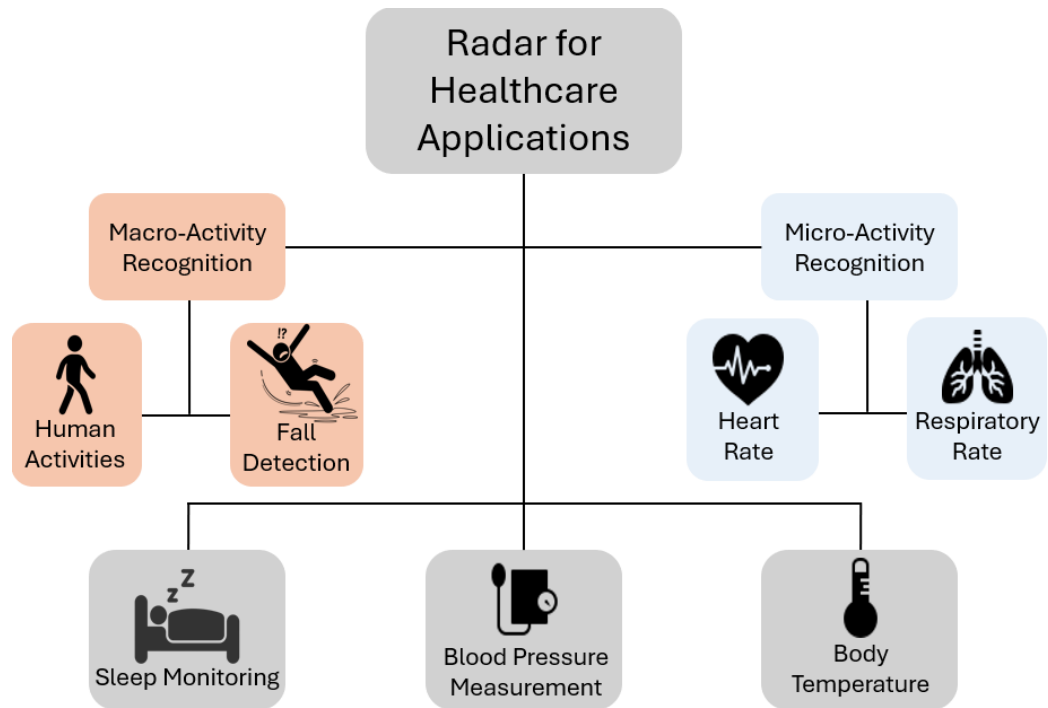 Radar for
Healthcare
Applications
Macro-Activity
Recognition
Micro-Activity
Recognition
!?
Human
Activities
Fall
Detection
Heart
Rate
Respiratory
Rate
z
Z
Sleep Monitoring
Blood Pressure
Measurement
Body
Temperature